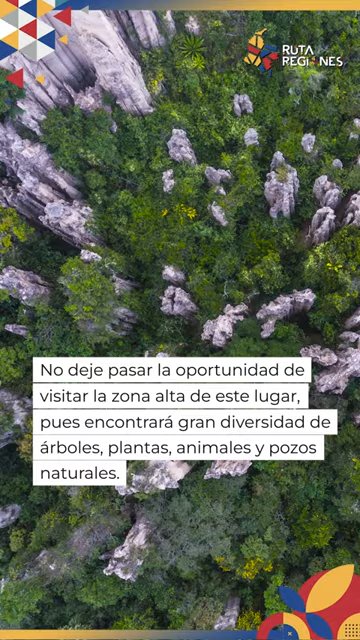 RUTA
REGIONES
No deje pasar la oportunidad de
visitar la zona alta de este lugar,
pues encontrará gran diversidad de
árboles, plantas, animales y pozos
naturales.